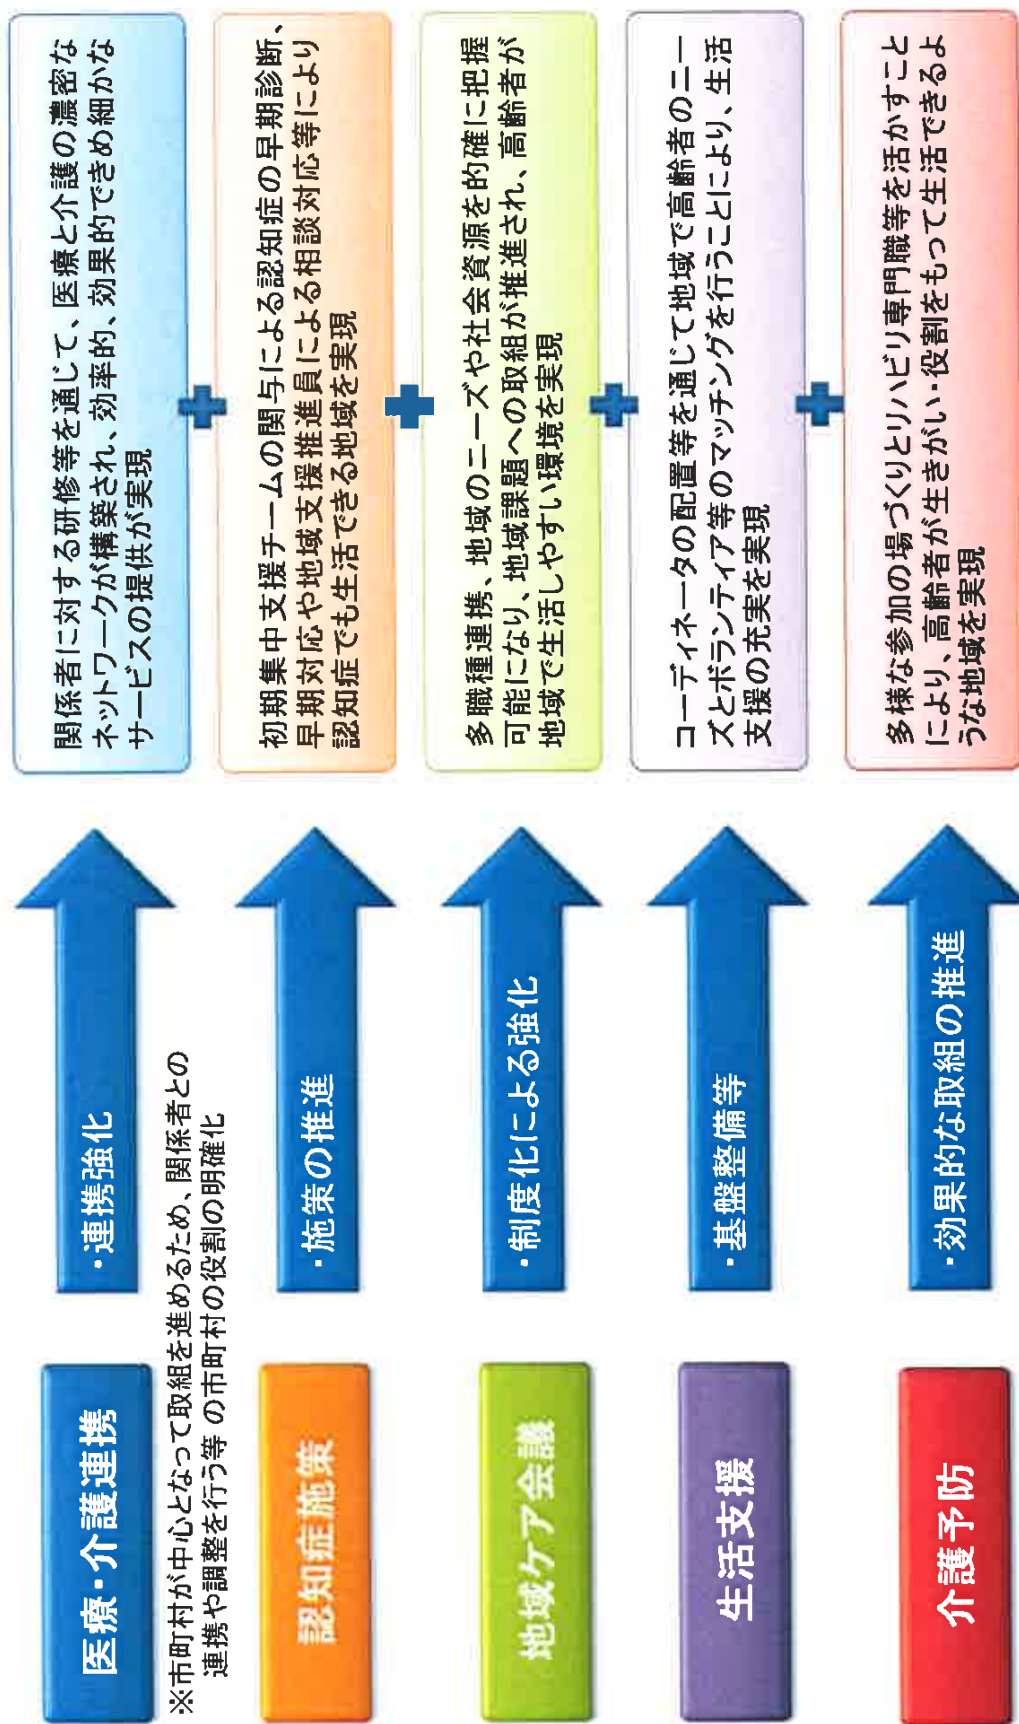 医療・介護連携
・連携強化
※市町村が中心となって取組を進めるため、関係者との
連携や調整を行う等 の市町村の役割の明確化
関係者に対する研修等を通じて、医療と介護の濃密な
ネットワークが構築され、効率的、効果的できめ細かな
サービスの提供が実現
認知症施策
・施策の推進
初期集中支援チームの関与による認知症の早期診断、
早期対応や地域支援推進員による相談対応等により
認知症でも生活できる地域を実現
地域ケア会議
・制度化による強化
多職種連携、地域のニーズや社会資源を的確に把握
可能になり、地域課題への取組が推進され、高齢者が
地域で生活しやすい環境を実現
生活支援
・基盤整備等
コーディネータの配置等を通じて地域で高齢者のニー
ズとボランティア等のマッチングを行うことにより、生活
支援の充実を実現
介護予防
・効果的な取組の推進
多様な参加の場づくりとリハビリ専門職等を活かすこと
により、高齢者が生きがい・役割をもって生活できるよ
うな地域を実現